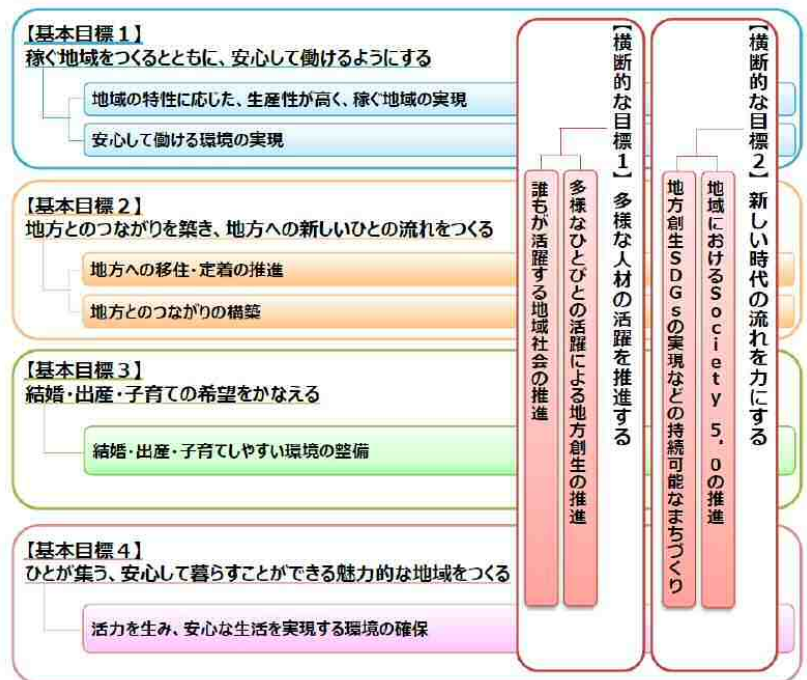 【基本目標１】
稼ぐ地域をつくるとともに、安心して働けるようにする
地域の特性に応じた、生産性が高く、稼ぐ地域の実現
安心して働ける環境の実現
【基本目標２】
地方とのつながりを築き、地方への新しいひとの流れをつくる
地方への移住・定着の推進
地方とのつながりの構築
【基本目標３】
結婚・出産・子育ての希望をかなえる
結婚・出産・子育てしやすい環境の整備
【基本目標４】
ひとが集う、安心して暮らすことができる魅力的な地域をつくる
活力を生み、安心な生活を実現する環境の確保
【横断的な目標１】多様な人材の活躍を推進する
多様なひとびとの活躍による地方創生の推進
誰もが活躍する地域社会の推進
【横断的な目標２】新しい時代の流れを力にする
地域におけるSociety 5.0の推進
地方創生SDGsの実現などの持続可能なまちづくり